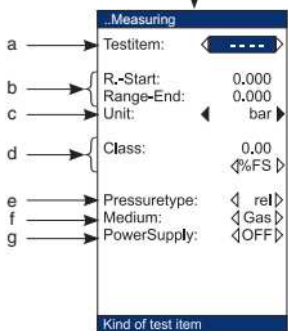 ..Measuring
a Testitem: ----
b R.-Start: 0.000
Range-End: 0.000
c Unit: bar
d Class: 0.00
%FS
e Pressuretype: rel
f Medium: Gas
g PowerSupply: OFF
Kind of test item